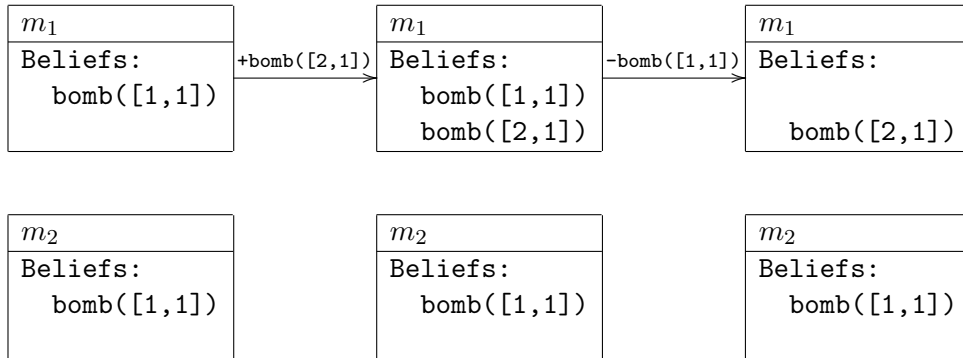 m₁
Beliefs:
bomb([1,1])
+bomb([2,1])
m₁
Beliefs:
bomb([1,1])
bomb([2,1])
-bomb([1,1])
m₁
Beliefs:
bomb([2,1])
m₂
Beliefs:
bomb([1,1])
m₂
Beliefs:
bomb([1,1])
m₂
Beliefs:
bomb([1,1])